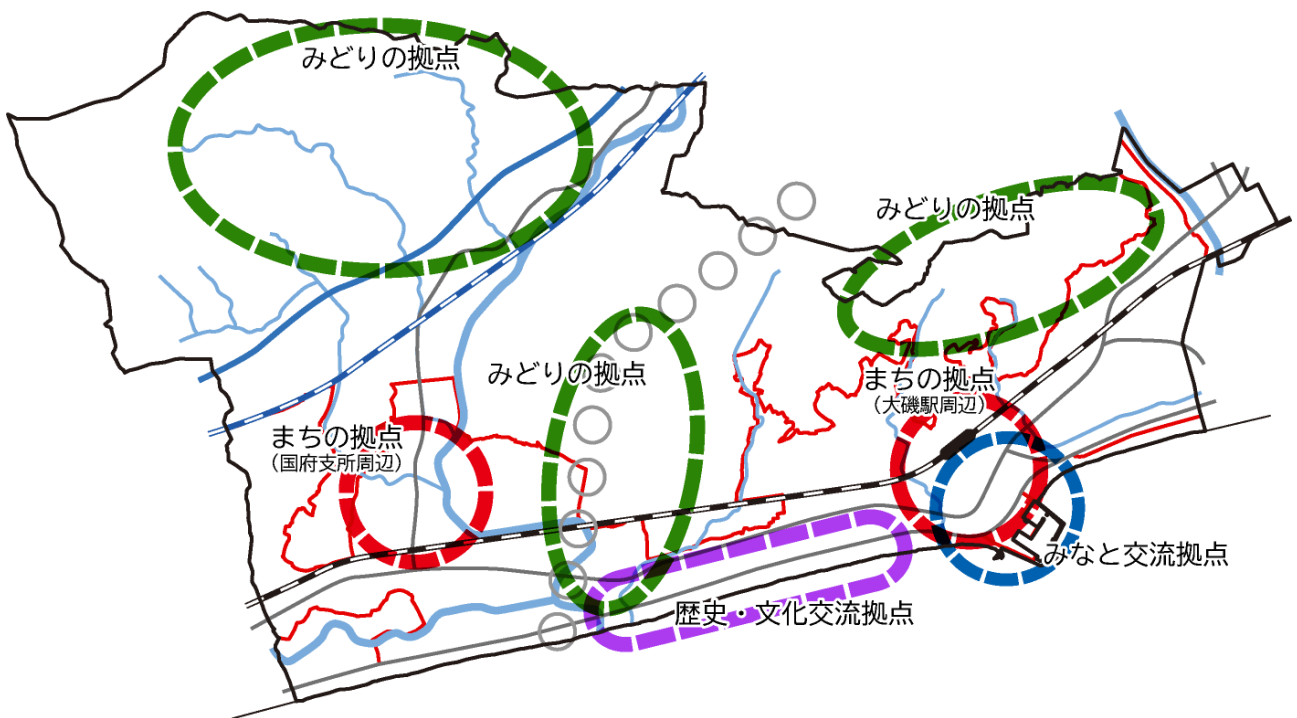 みどりの拠点
みどりの拠点
みどりの拠点
まちの拠点
（大磯駅周辺）
まちの拠点
（国府支所周辺）
みなと交流拠点
歴史・文化交流拠点